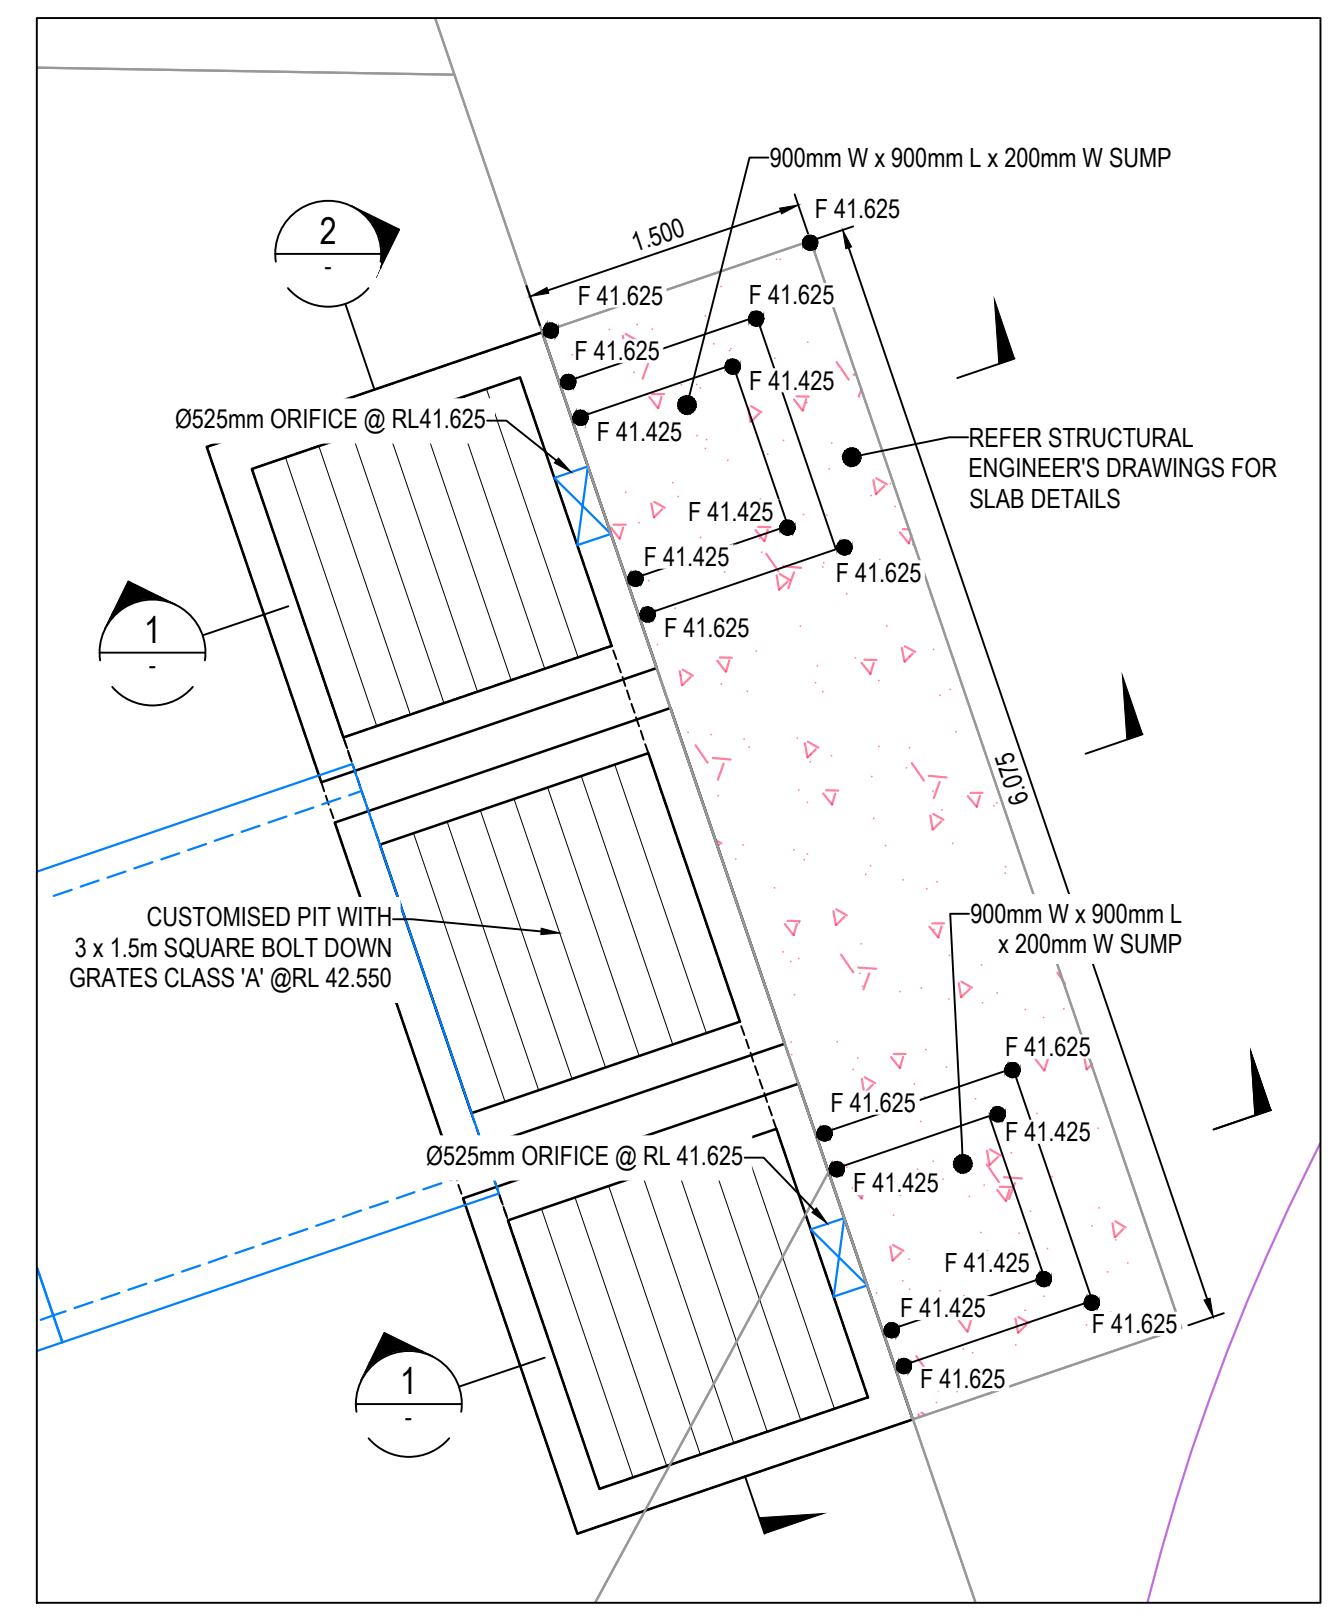 900mm W x 900mm L x 200mm W SUMP
F 41.625
1.500
2
-
F 41.625
F 41.625
F 41.625
F 41.425
Ø525mm ORIFICE @ RL41.625
F 41.425
REFER STRUCTURAL
ENGINEER'S DRAWINGS FOR
SLAB DETAILS
F 41.425
F 41.425
F 41.625
F 41.625
1
-
6.075
CUSTOMISED PIT WITH
3 x 1.5m SQUARE BOLT DOWN
GRATES CLASS 'A' @RL 42.550
900mm W x 900mm L
x 200mm W SUMP
F 41.625
F 41.625
F 41.425
Ø525mm ORIFICE @ RL 41.625
F 41.425
F 41.425
F 41.425
F 41.625
F 41.625
1
-